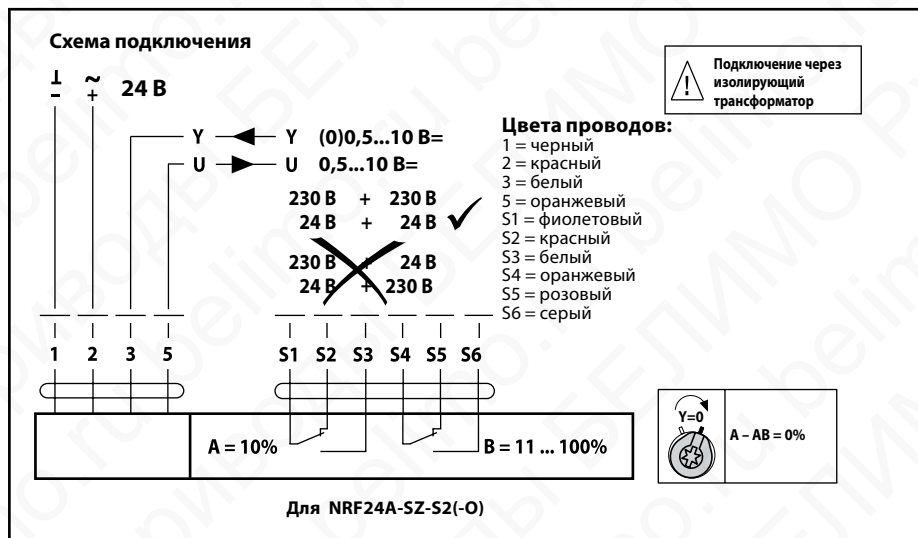 Схема подключения
⊥ ~
− + 24 В
Подключение через
изолирующий
трансформатор
Y Y (0)0,5...10 В=
U U 0,5...10 В=
230 В + 230 В
24 В + 24 В
230 В + 24 В
24 В + 230 В
Цвета проводов:
1 = черный
2 = красный
3 = белый
5 = оранжевый
S1 = фиолетовый
S2 = красный
S3 = белый
S4 = оранжевый
S5 = розовый
S6 = серый
1 2 3 5 S1 S2 S3 S4 S5 S6
A = 10% B = 11 ... 100%
Y=0
A – AB = 0%
Для NRF24A-SZ-S2(-O)